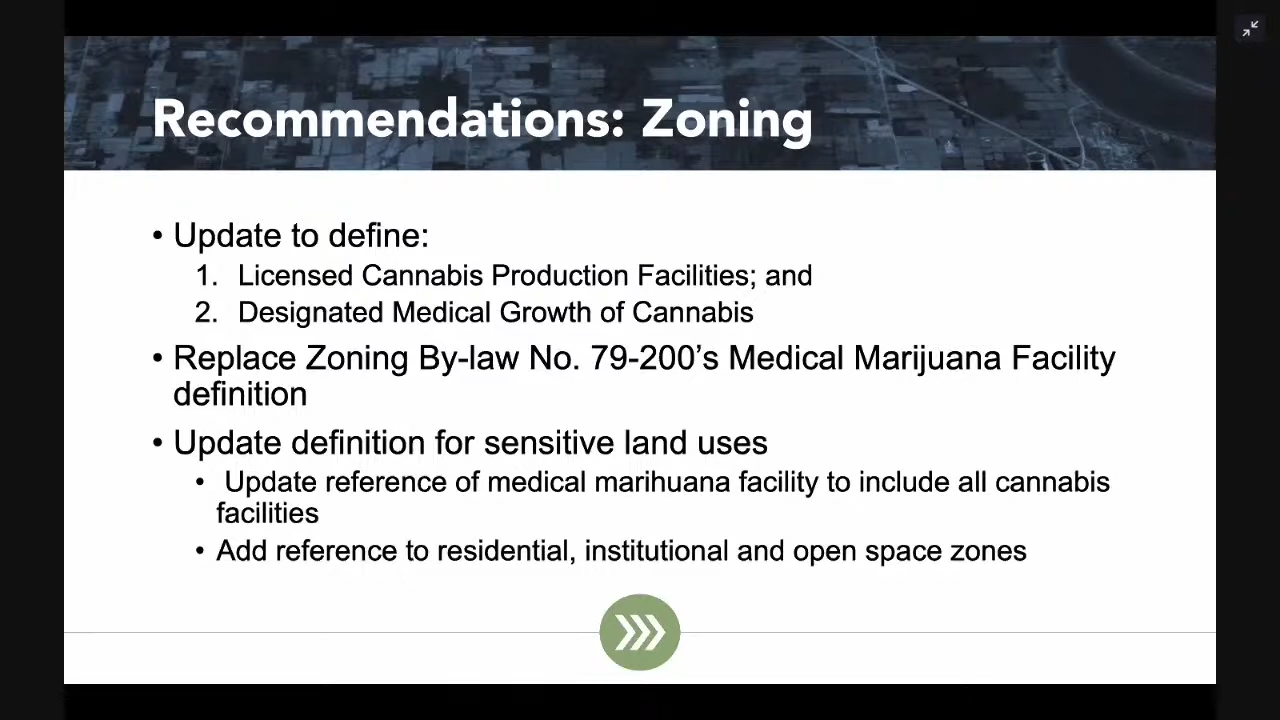 Recommendations: Zoning
• Update to define:
1. Licensed Cannabis Production Facilities; and
2. Designated Medical Growth of Cannabis
• Replace Zoning By-law No. 79-200’s Medical Marijuana Facility
definition
• Update definition for sensitive land uses
• Update reference of medical marihuana facility to include all cannabis
facilities
• Add reference to residential, institutional and open space zones